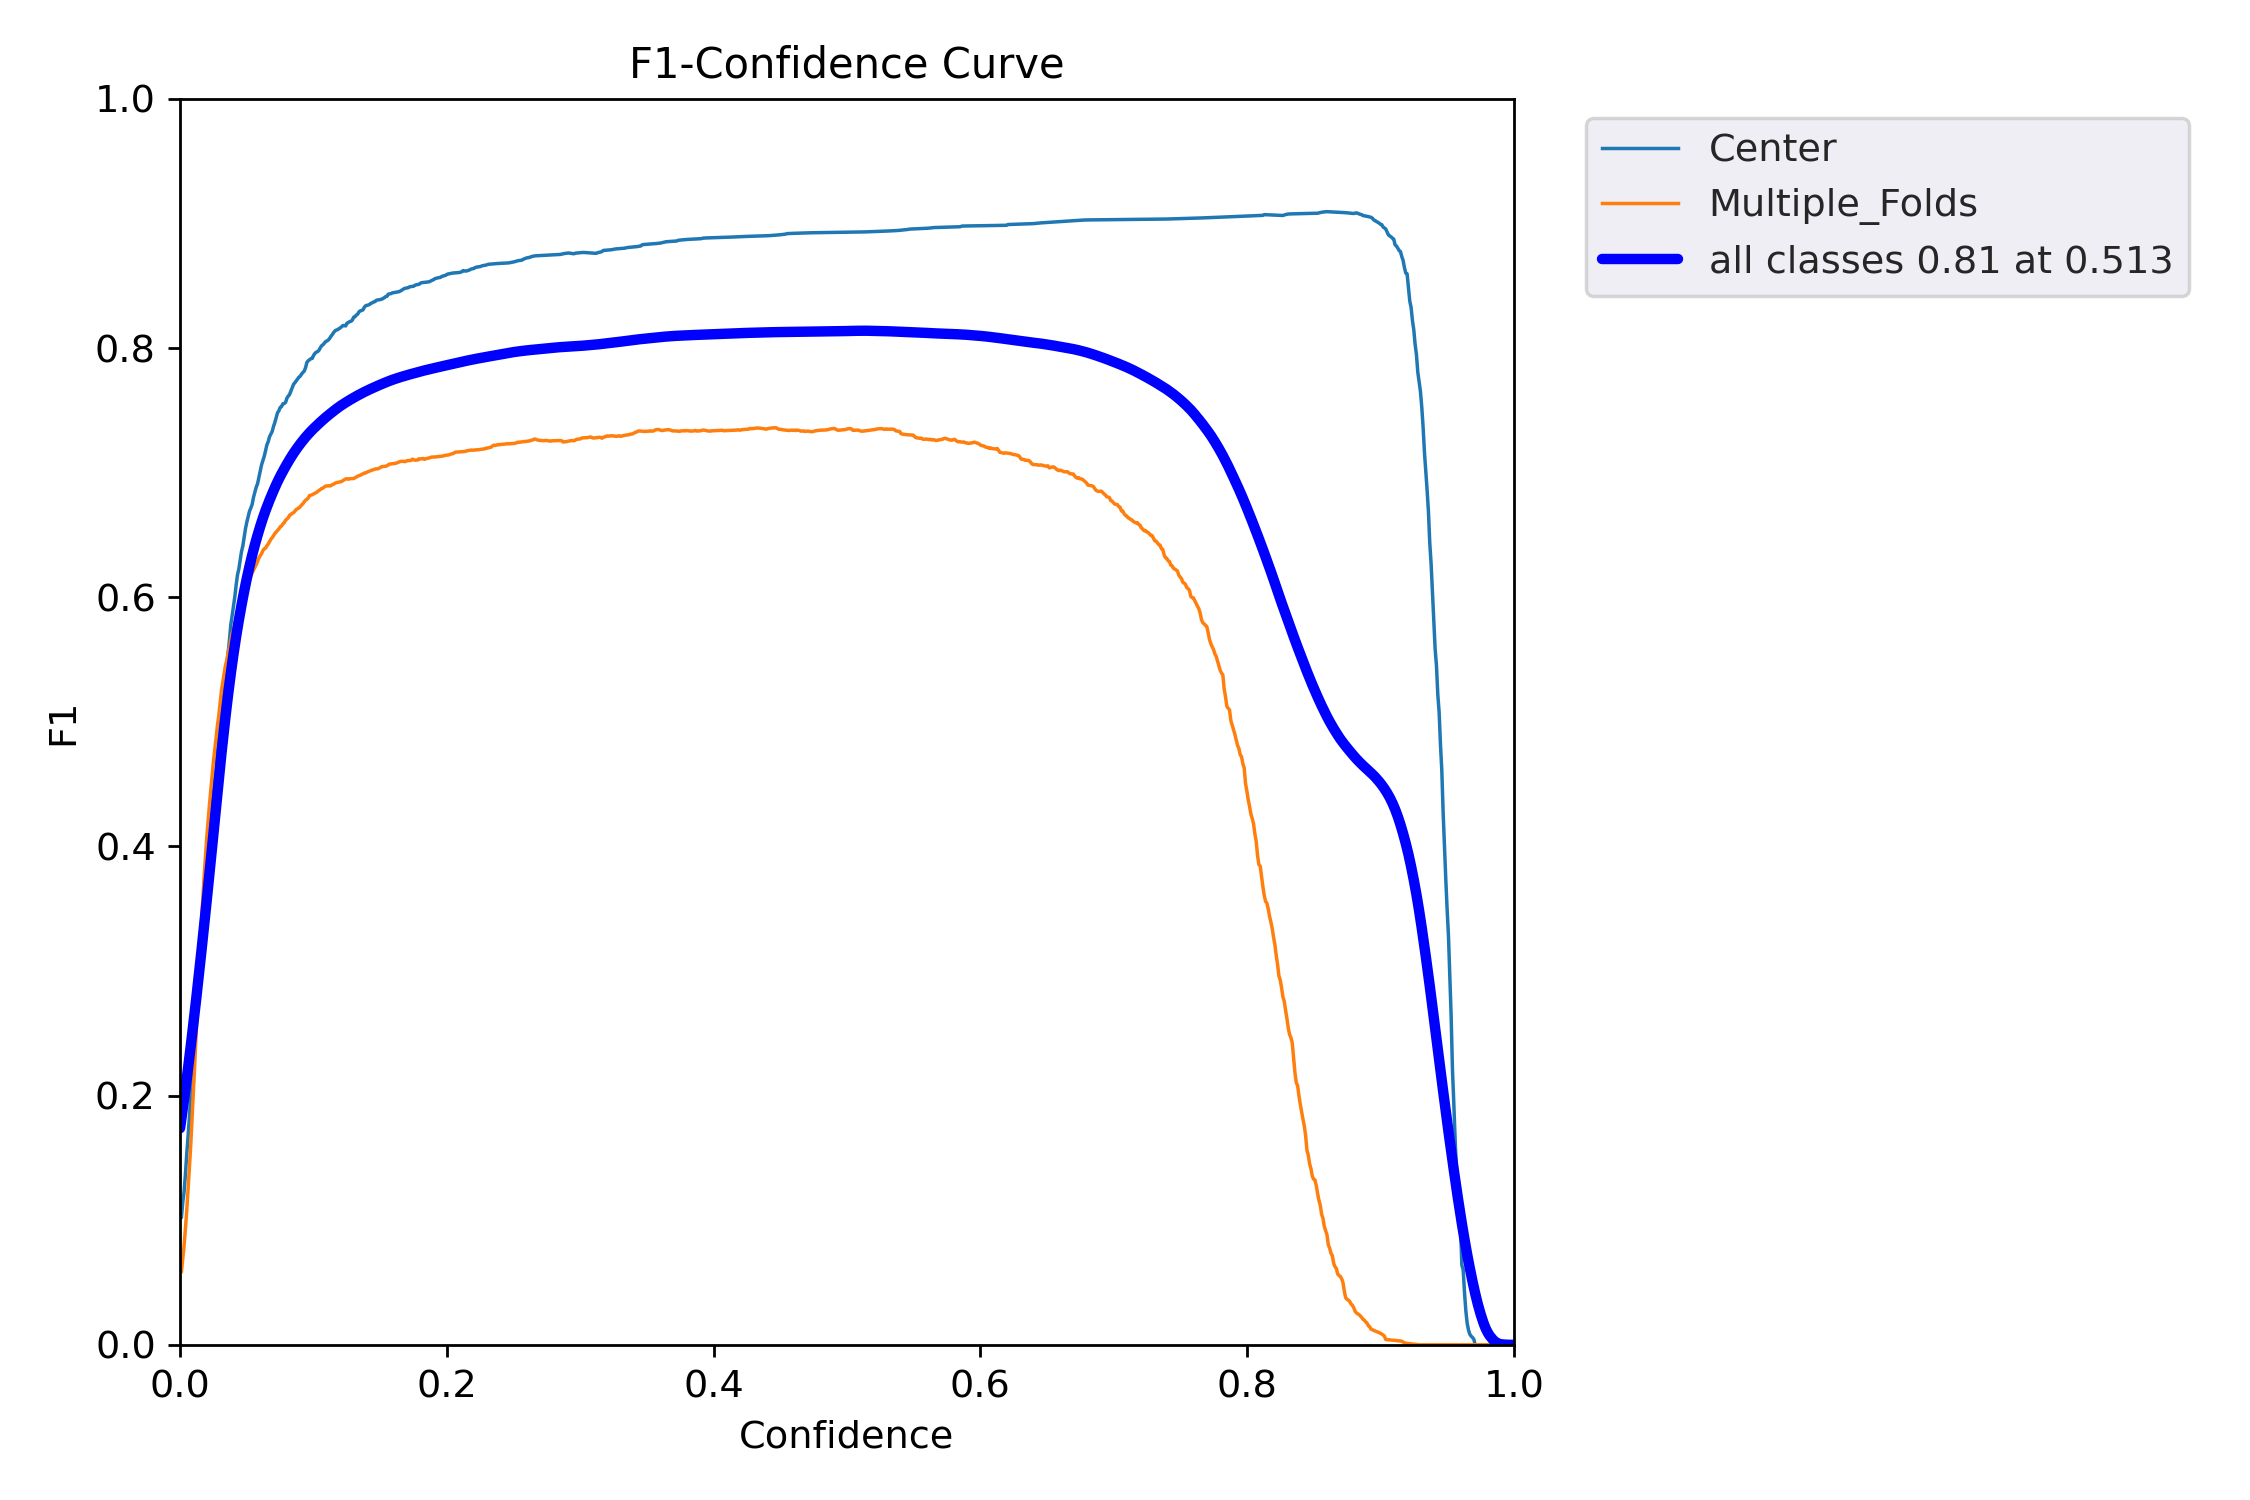 F1-Confidence Curve
1.0
0.8
0.6
0.4
0.2
0.0
F1
0.0 0.2 0.4 0.6 0.8 1.0
Confidence
Center
Multiple_Folds
all classes 0.81 at 0.513